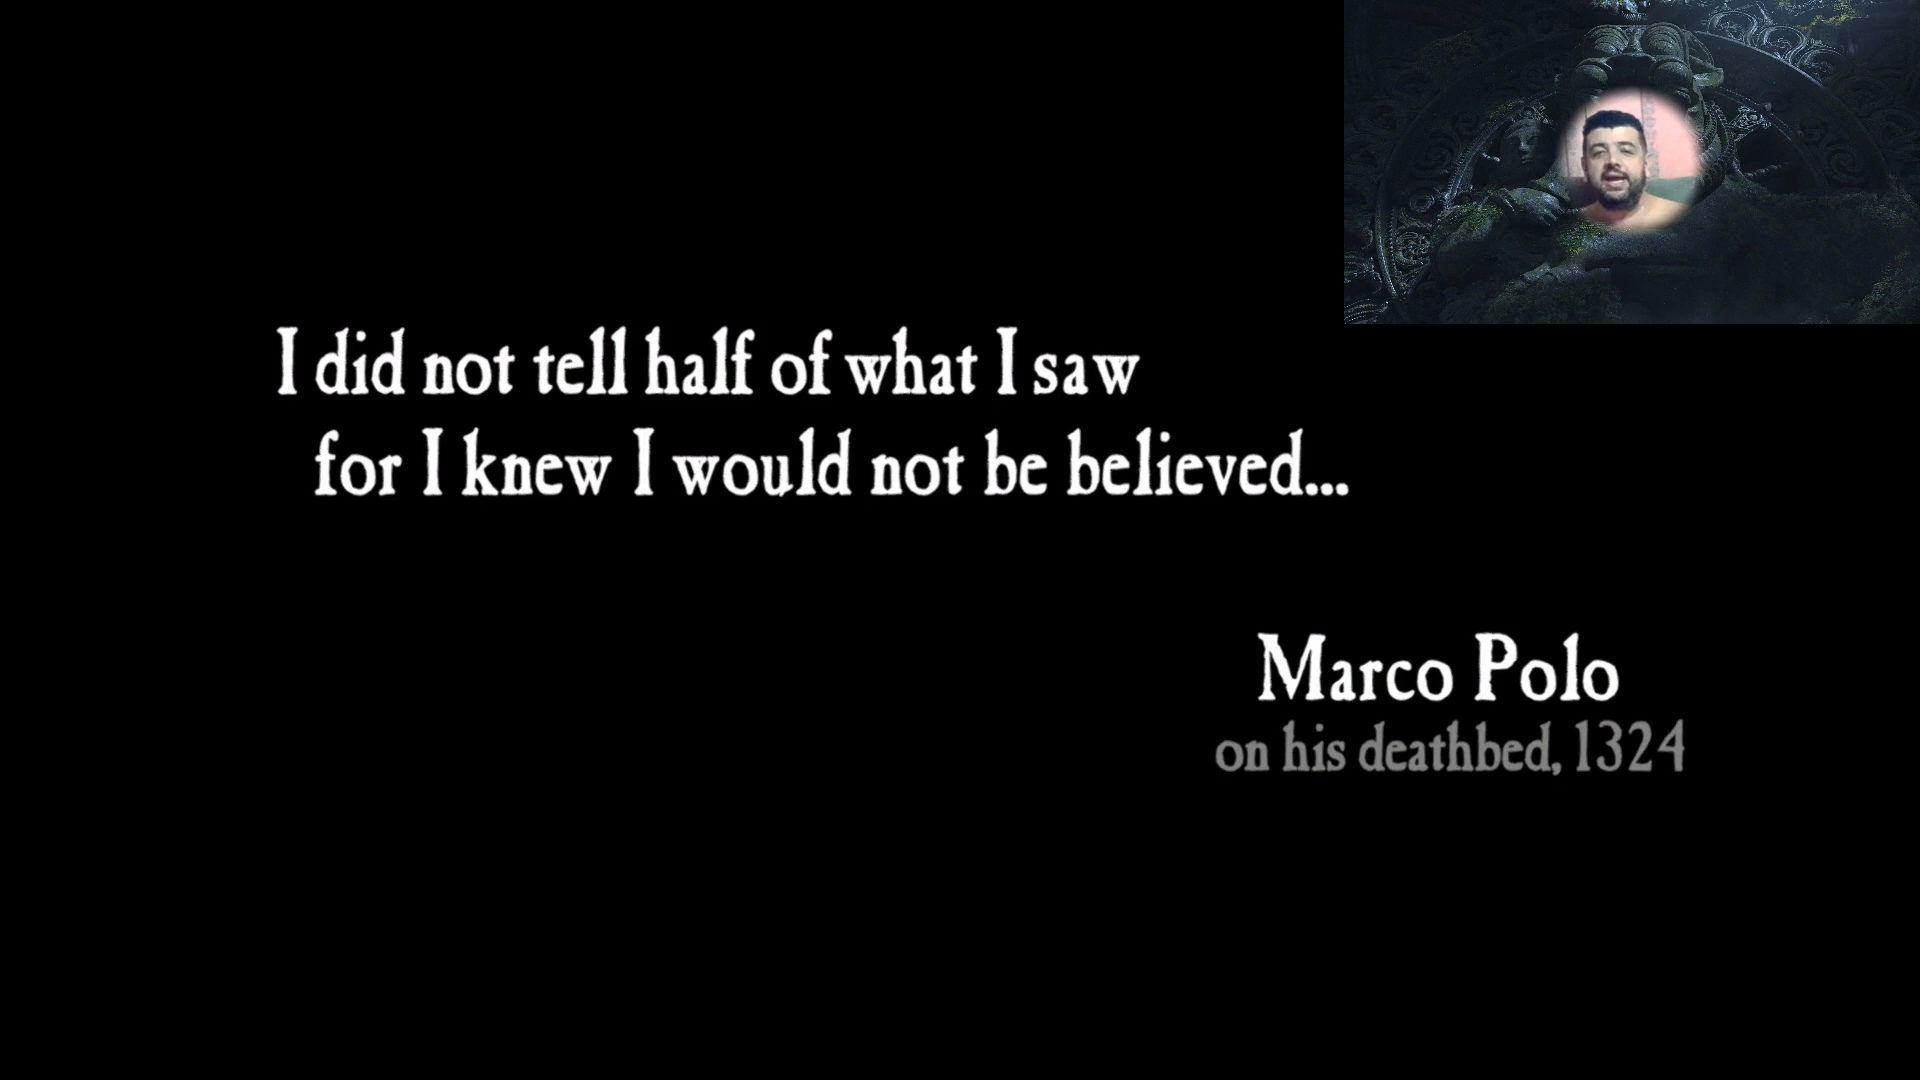 I did not tell half of what I saw
for I knew I would not be believed...
Marco Polo
on his deathbed, 1324